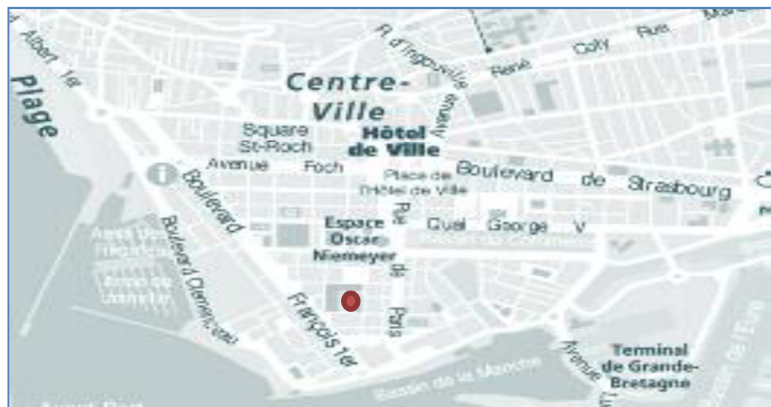 Albert 1er
Plage
R d'Ingouville
René Coty
Rue
Centre-
Ville
Avenue
Square
St-Roch
Hôtel
de Ville
Avenue Foch
Place de
l'Hôtel de Ville
Boulevard de Strasbourg
Boulevard
François 1er
Boulevard Clemenceau
Espace
Oscar
Niemeyer
Rue de Paris
Quai George V
Bassin de la Manche
Avenue
Terminal
de Grande-
Bretagne